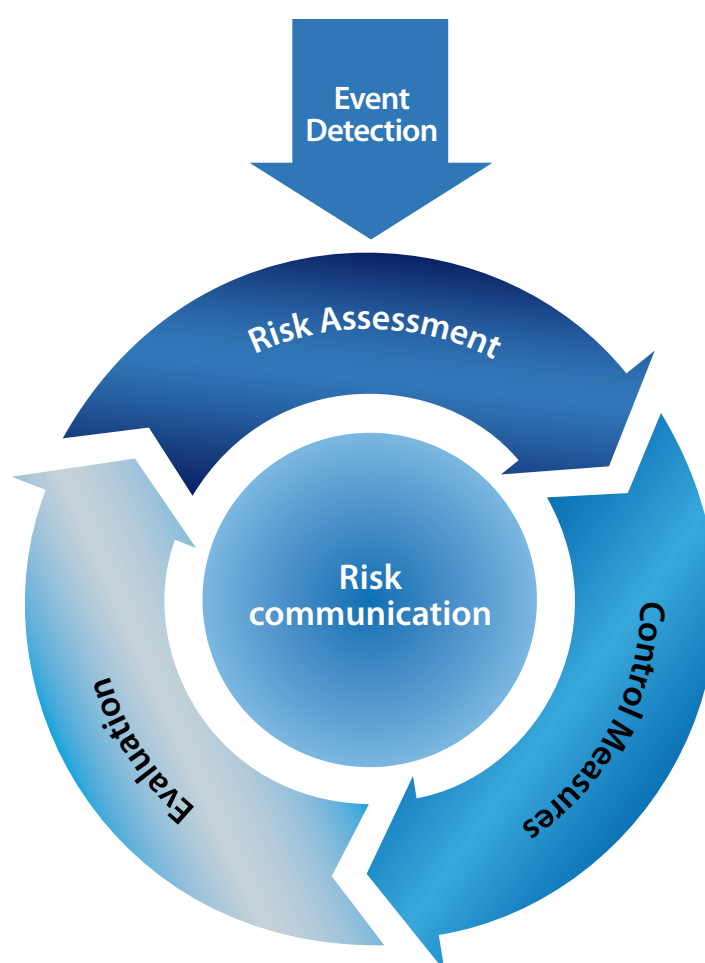 Event
Detection
Risk Assessment
Risk
communication
Control Measures
Evaluation